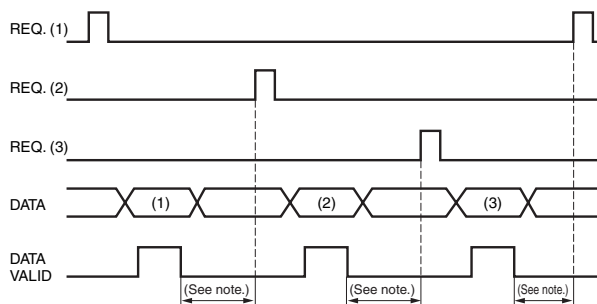 REQ. (1)
REQ. (2)
REQ. (3)
DATA
(1)
(2)
(3)
DATA
VALID
(See note.)
(See note.)
(See note.)